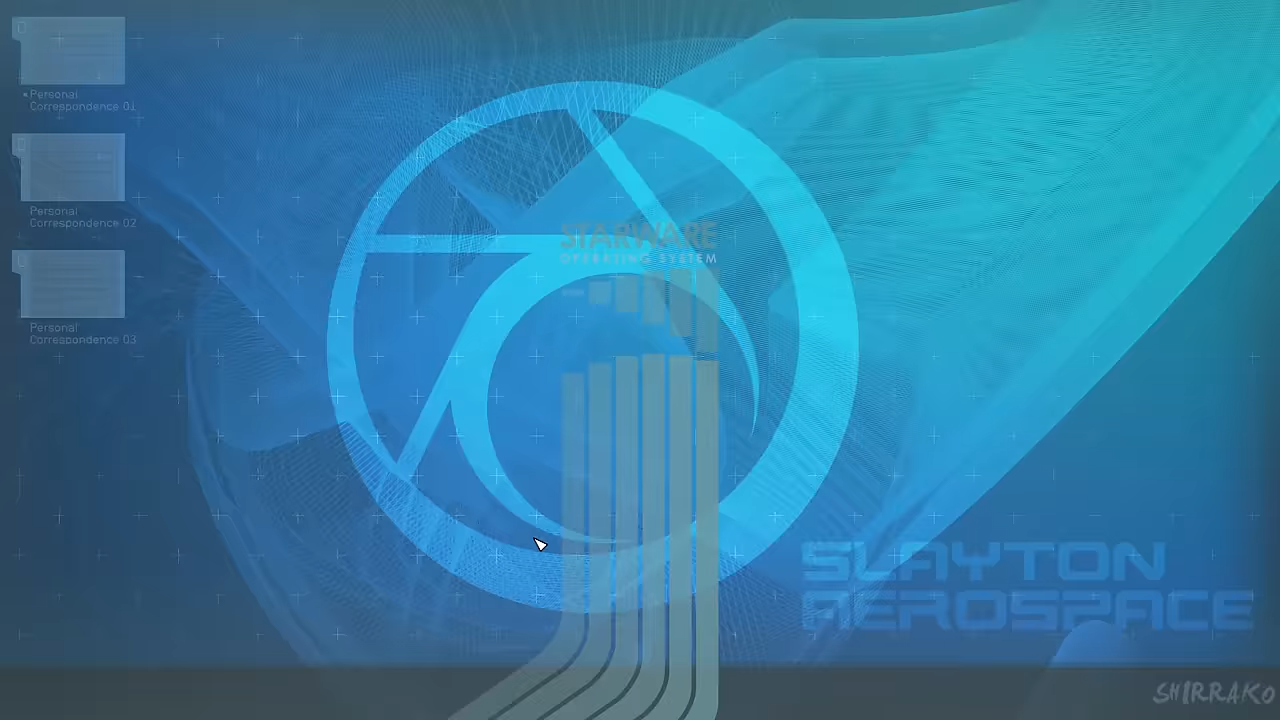 Personal
Correspondence 01
Personal
Correspondence 02
Personal
Correspondence 03
STARWARE
OPERATING SYSTEM
SLAYTON
AEROSPACE
SHIRRAKO